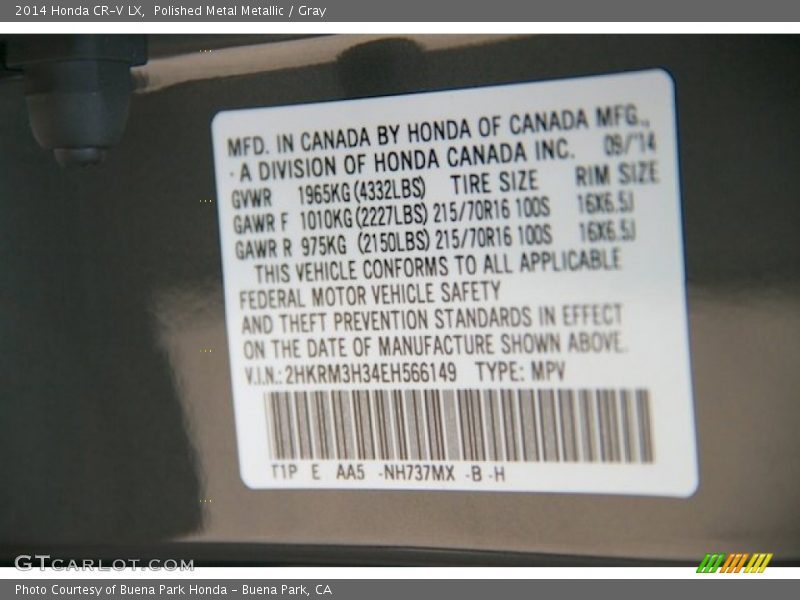 2014 Honda CR-V LX, Polished Metal Metallic / Gray
MFD. IN CANADA BY HONDA OF CANADA MFG.,
A DIVISION OF HONDA CANADA INC. 09/'14
GVWR 1965KG(4332LBS) TIRE SIZE RIM SIZE
GAWR F 1010KG(2227LBS) 215/70R16 100S 16X6.5J
GAWR R 975KG (2150LBS) 215/70R16 100S 16X6.5J
THIS VEHICLE CONFORMS TO ALL APPLICABLE
FEDERAL MOTOR VEHICLE SAFETY
AND THEFT PREVENTION STANDARDS IN EFFECT
ON THE DATE OF MANUFACTURE SHOWN ABOVE.
V.I.N.: 2HKRM3H34EH566149 TYPE: MPV
T1P E AA5 -NH737MX -B -H
GTCARLOT.COM
Photo Courtesy of Buena Park Honda - Buena Park, CA